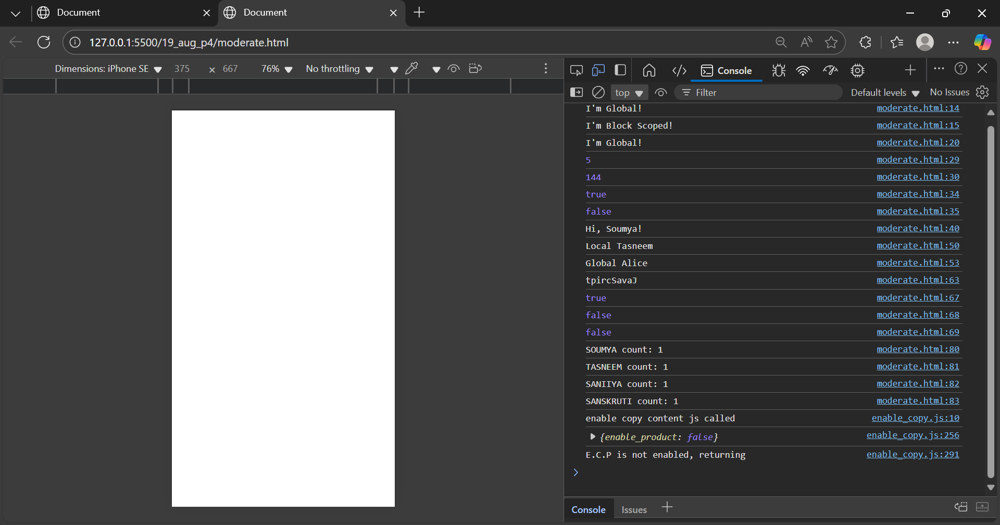 Document
Document
127.0.0.1:5500/19_aug_p4/moderate.html
Dimensions: iPhone SE 375 × 667 76% No throttling
Console
top Filter Default levels No Issues
I'm Global! moderate.html:14
I'm Block Scoped! moderate.html:15
I'm Global! moderate.html:20
5 moderate.html:29
144 moderate.html:30
true moderate.html:34
false moderate.html:35
Hi, Soumya! moderate.html:40
Local Tasneem moderate.html:50
Global Alice moderate.html:53
tpircSavaJ moderate.html:63
true moderate.html:67
false moderate.html:68
false moderate.html:69
SOUMYA count: 1 moderate.html:80
TASNEEM count: 1 moderate.html:81
SANIIYA count: 1 moderate.html:82
SANSKRUTI count: 1 moderate.html:83
enable copy content js called enable_copy.js:10
{enable_product: false} enable_copy.js:256
E.C.P is not enabled, returning enable_copy.js:291
Console Issues